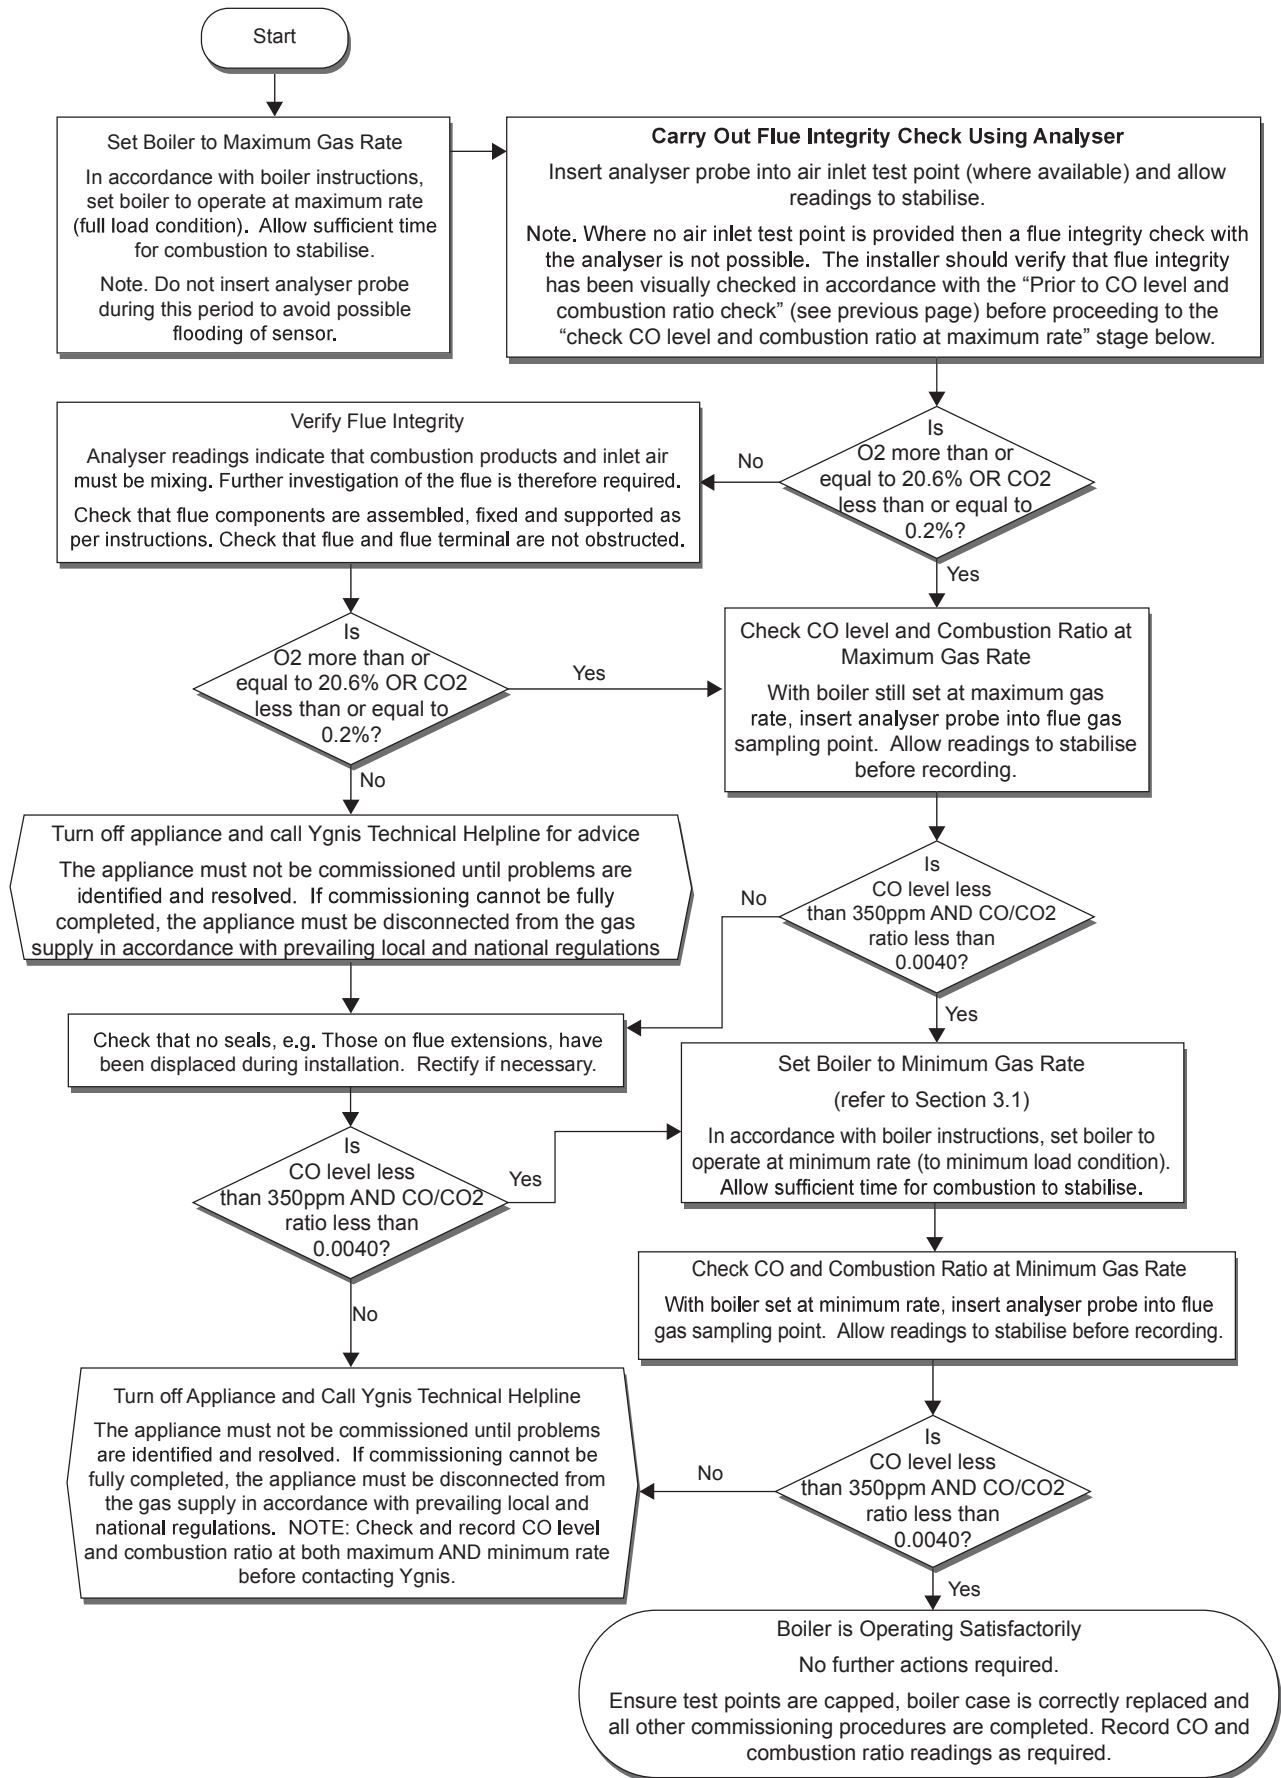 Start
Set Boiler to Maximum Gas Rate
In accordance with boiler instructions,
set boiler to operate at maximum rate
(full load condition). Allow sufficient time
for combustion to stabilise.
Note. Do not insert analyser probe
during this period to avoid possible
flooding of sensor.
Carry Out Flue Integrity Check Using Analyser
Insert analyser probe into air inlet test point (where available) and allow
readings to stabilise.
Note. Where no air inlet test point is provided then a flue integrity check with
the analyser is not possible. The installer should verify that flue integrity
has been visually checked in accordance with the “Prior to CO level and
combustion ratio check” (see previous page) before proceeding to the
“check CO level and combustion ratio at maximum rate” stage below.
Is
O2 more than or
equal to 20.6% OR CO2
less than or equal to
0.2%?
No
Yes
Verify Flue Integrity
Analyser readings indicate that combustion products and inlet air
must be mixing. Further investigation of the flue is therefore required.
Check that flue components are assembled, fixed and supported as
per instructions. Check that flue and flue terminal are not obstructed.
Is
O2 more than or
equal to 20.6% OR CO2
less than or equal to
0.2%?
Yes
No
Check CO level and Combustion Ratio at
Maximum Gas Rate
With boiler still set at maximum gas
rate, insert analyser probe into flue gas
sampling point. Allow readings to stabilise
before recording.
Turn off appliance and call Ygnis Technical Helpline for advice
The appliance must not be commissioned until problems are
identified and resolved. If commissioning cannot be fully
completed, the appliance must be disconnected from the gas
supply in accordance with prevailing local and national regulations
Is
CO level less
than 350ppm AND CO/CO2
ratio less than
0.0040?
No
Yes
Check that no seals, e.g. Those on flue extensions, have
been displaced during installation. Rectify if necessary.
Set Boiler to Minimum Gas Rate
(refer to Section 3.1)
In accordance with boiler instructions, set boiler to
operate at minimum rate (to minimum load condition).
Allow sufficient time for combustion to stabilise.
Is
CO level less
than 350ppm AND CO/CO2
ratio less than
0.0040?
Yes
No
Check CO and Combustion Ratio at Minimum Gas Rate
With boiler set at minimum rate, insert analyser probe into flue
gas sampling point. Allow readings to stabilise before recording.
Turn off Appliance and Call Ygnis Technical Helpline
The appliance must not be commissioned until problems
are identified and resolved. If commissioning cannot be
fully completed, the appliance must be disconnected from
the gas supply in accordance with prevailing local and
national regulations. NOTE: Check and record CO level
and combustion ratio at both maximum AND minimum rate
before contacting Ygnis.
Is
CO level less
than 350ppm AND CO/CO2
ratio less than
0.0040?
No
Yes
Boiler is Operating Satisfactorily
No further actions required.
Ensure test points are capped, boiler case is correctly replaced and
all other commissioning procedures are completed. Record CO and
combustion ratio readings as required.